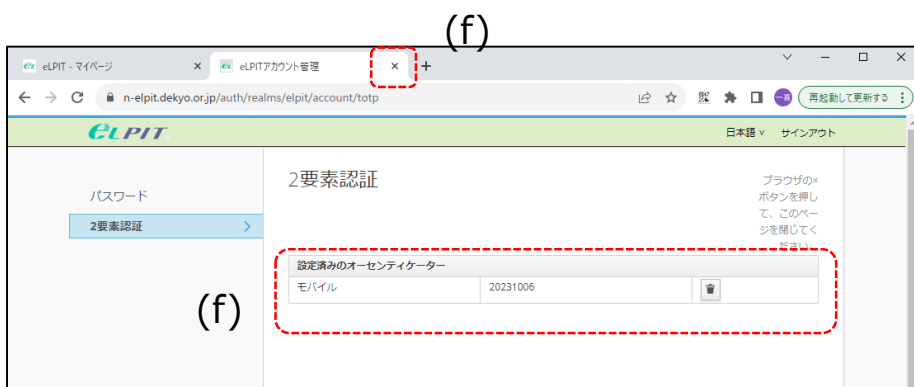 (f)
eLPIT - マイページ
eLPITアカウント管理
n-elpit.dekyo.or.jp/auth/realms/elpit/account/totp
一貴
再起動して更新する
eLPIT
日本語
サインアウト
パスワード
2要素認証
2要素認証
ブラウザの×
ボタンを押し
て、このペー
ジを閉じてく
ださい
設定済みのオーセンティケーター
モバイル
20231006
(f)